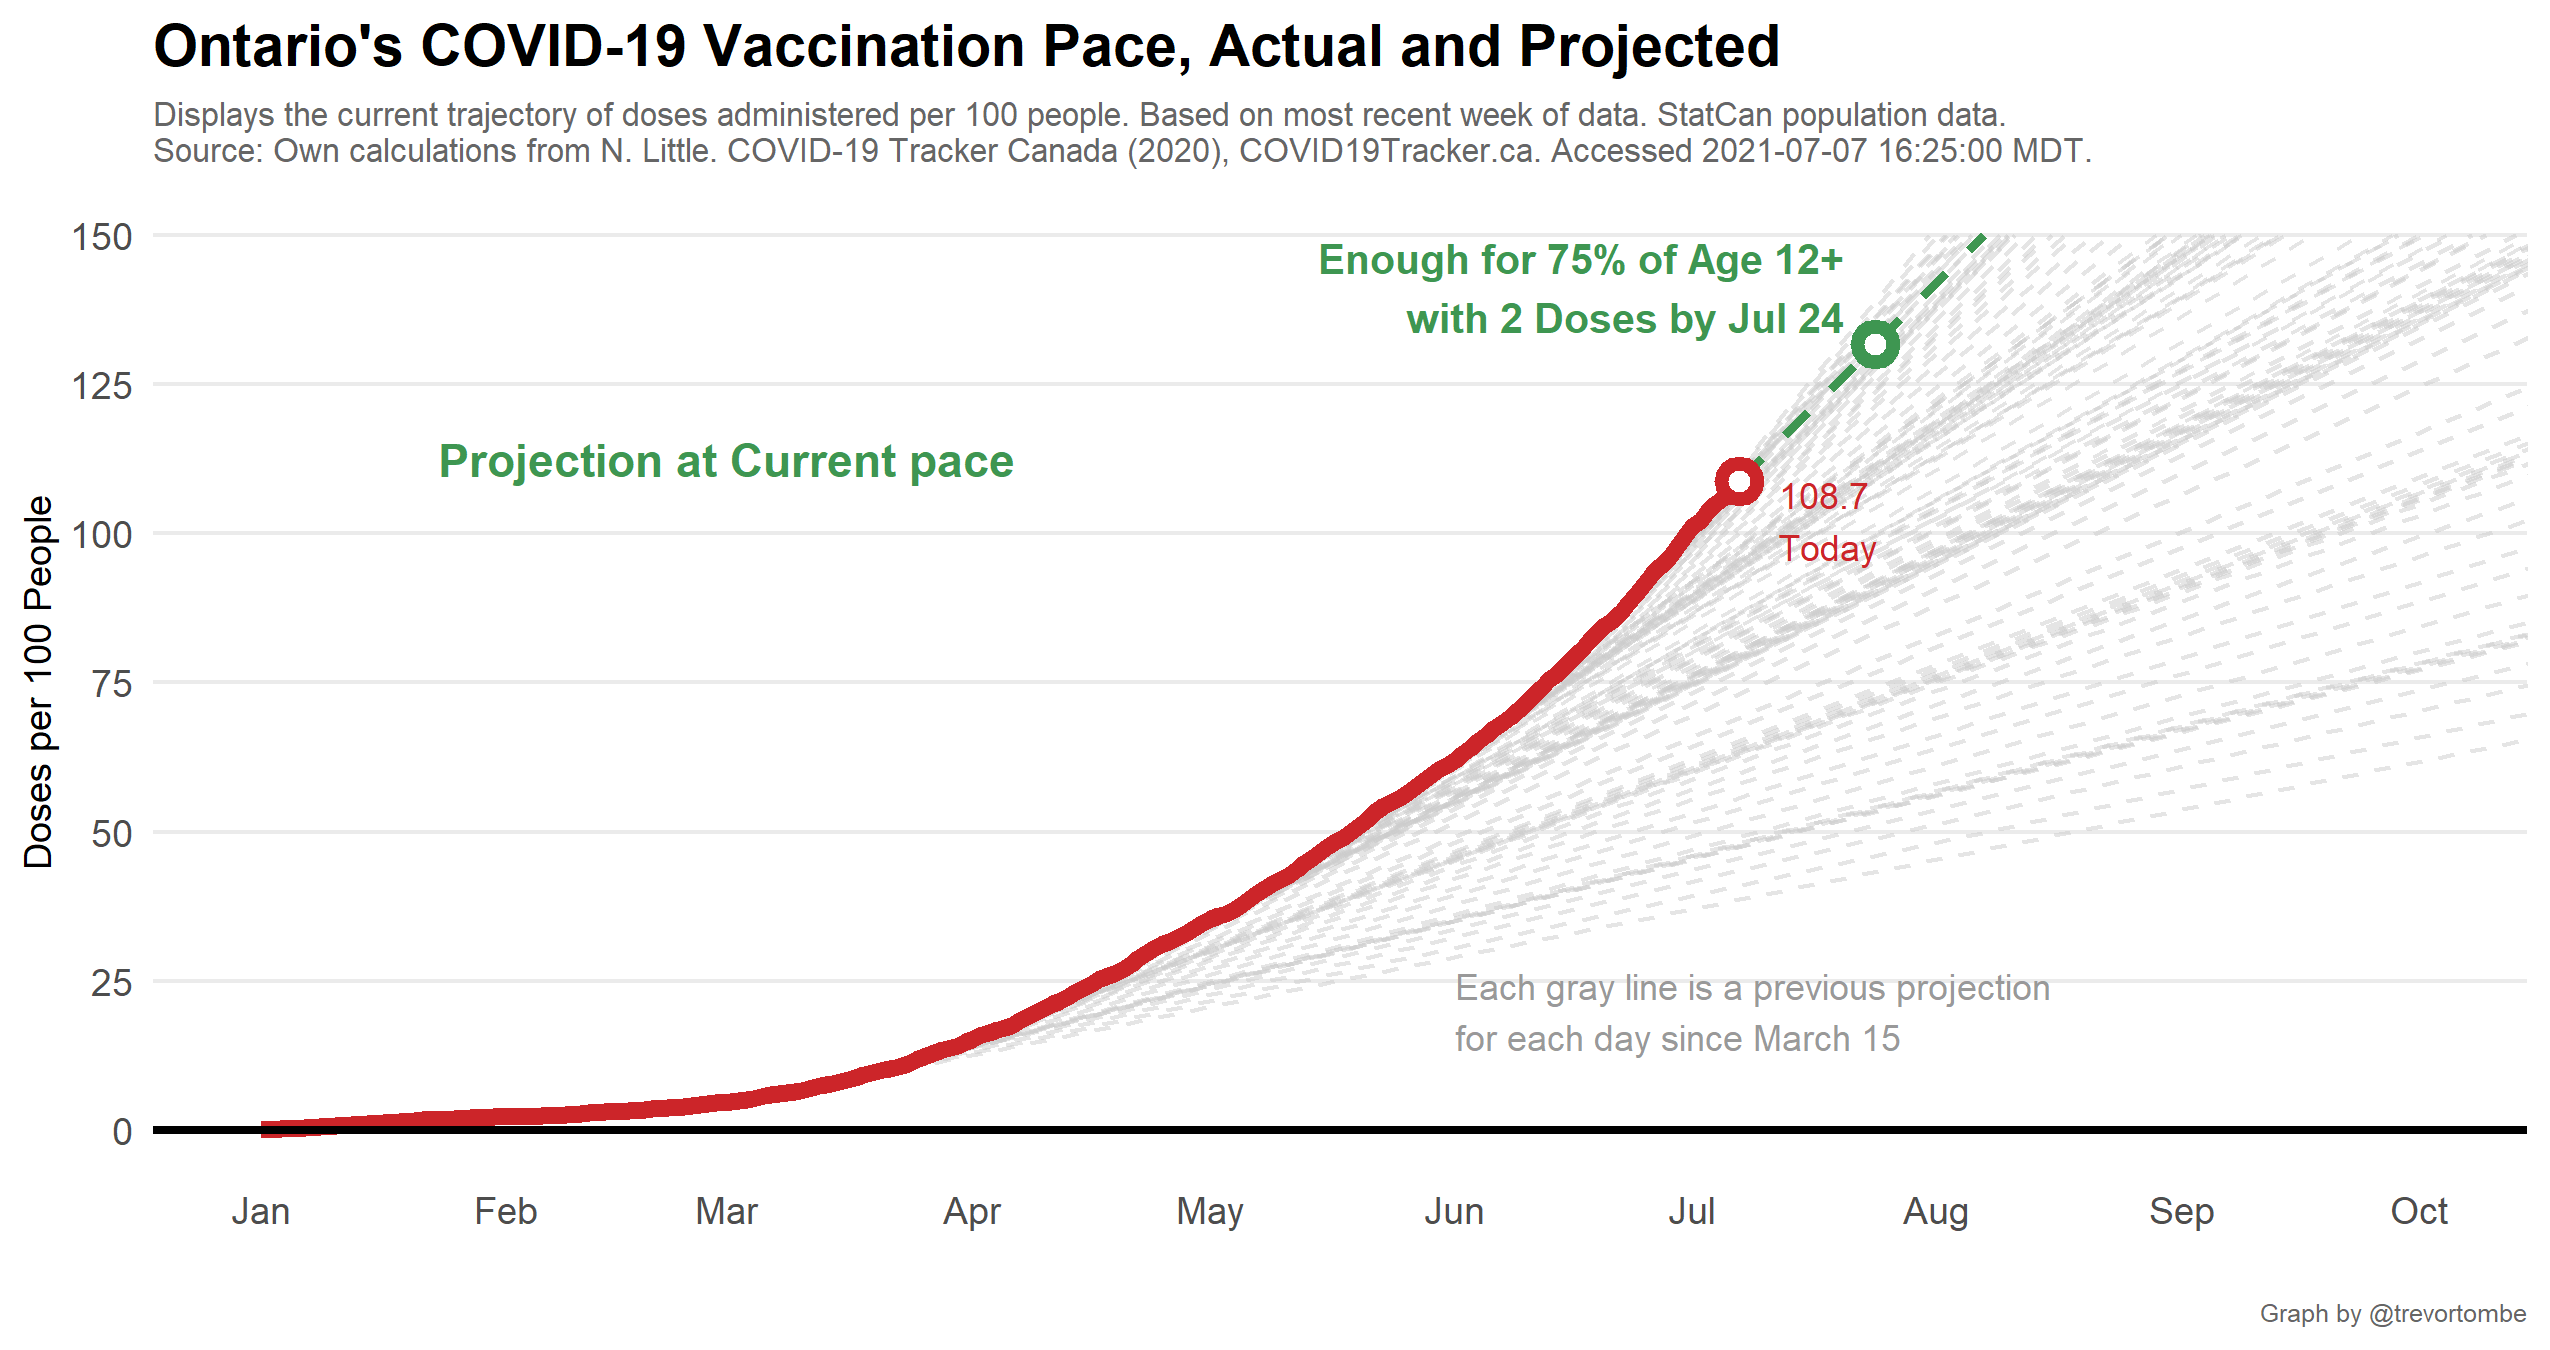 Ontario's COVID-19 Vaccination Pace, Actual and Projected
Displays the current trajectory of doses administered per 100 people. Based on most recent week of data. StatCan population data.
Source: Own calculations from N. Little. COVID-19 Tracker Canada (2020), COVID19Tracker.ca. Accessed 2021-07-07 16:25:00 MDT.
Doses per 100 People
150
125
100
75
50
25
0
Enough for 75% of Age 12+
with 2 Doses by Jul 24
Projection at Current pace
108.7
Today
Each gray line is a previous projection
for each day since March 15
Jan Feb Mar Apr May Jun Jul Aug Sep Oct
Graph by @trevortombe